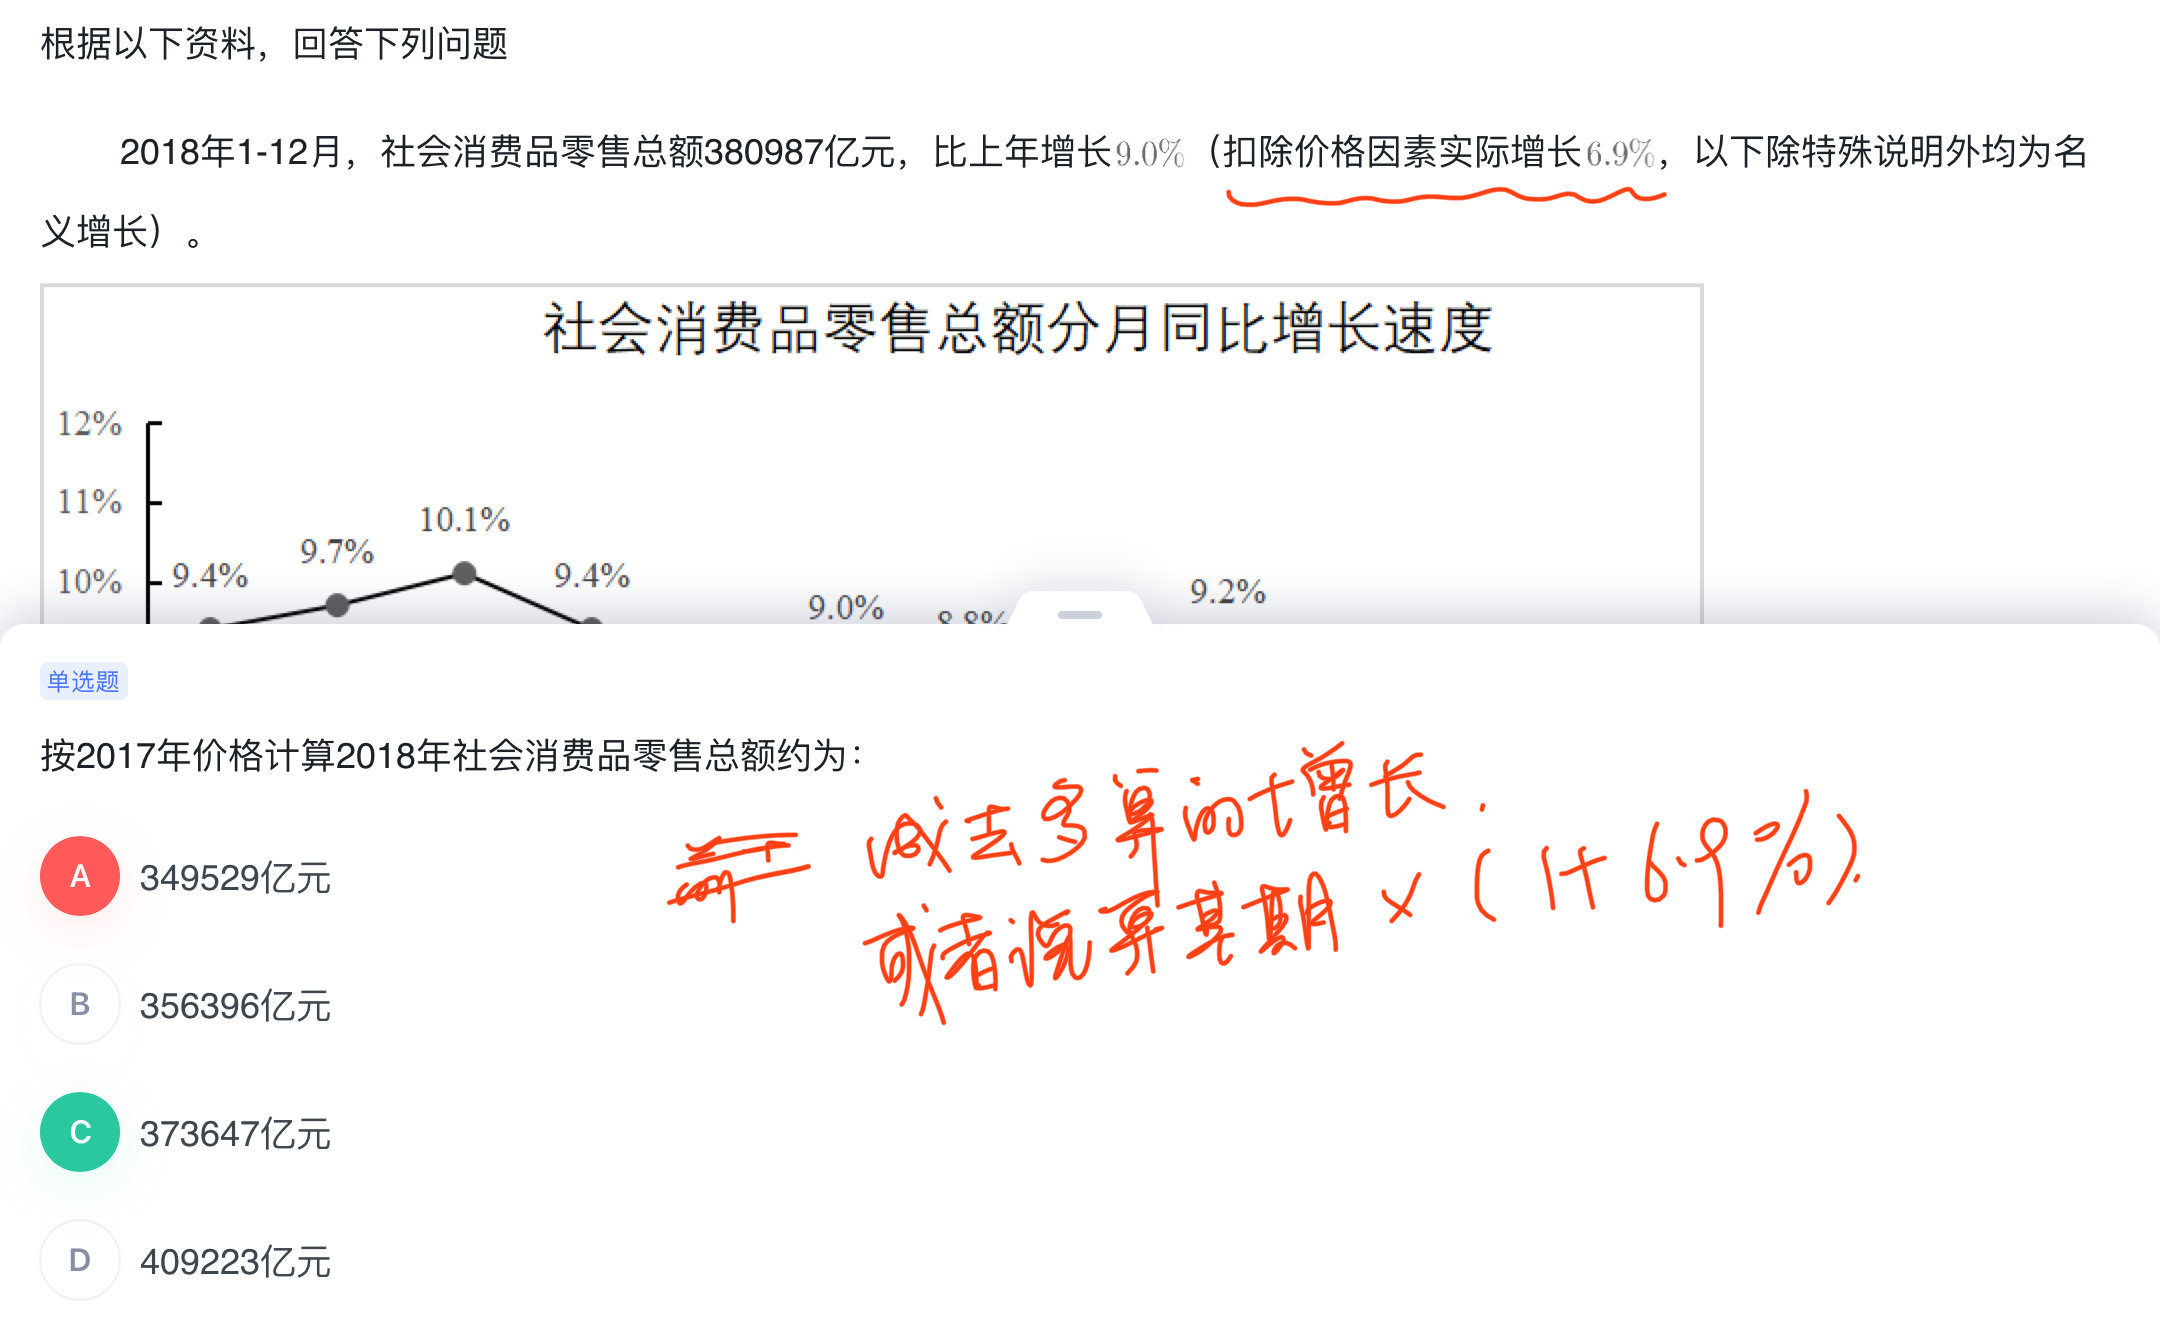 根据以下资料，回答下列问题
2018年1-12月，社会消费品零售总额380987亿元，比上年增长9.0%（扣除价格因素实际增长6.9%，以下除特殊说明外均为名
义增长）。
社会消费品零售总额分月同比增长速度
12%
11%
10%
9.4%
9.7%
10.1%
9.4%
9.0%
8.8%
9.2%
单选题
按2017年价格计算2018年社会消费品零售总额约为：
减去多算的增长.
或者说算基期×(1+6.9%).
A 349529亿元
B 356396亿元
C 373647亿元
D 409223亿元